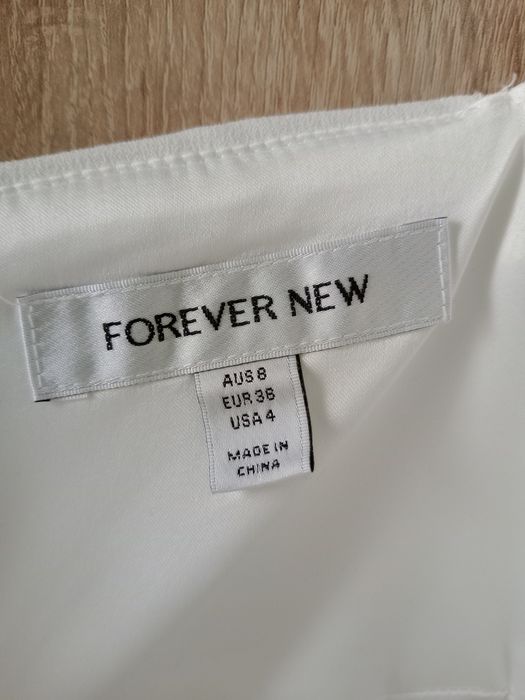 FOREVER NEW
AUS 8
EUR 36
USA 4
MADE IN
CHINA